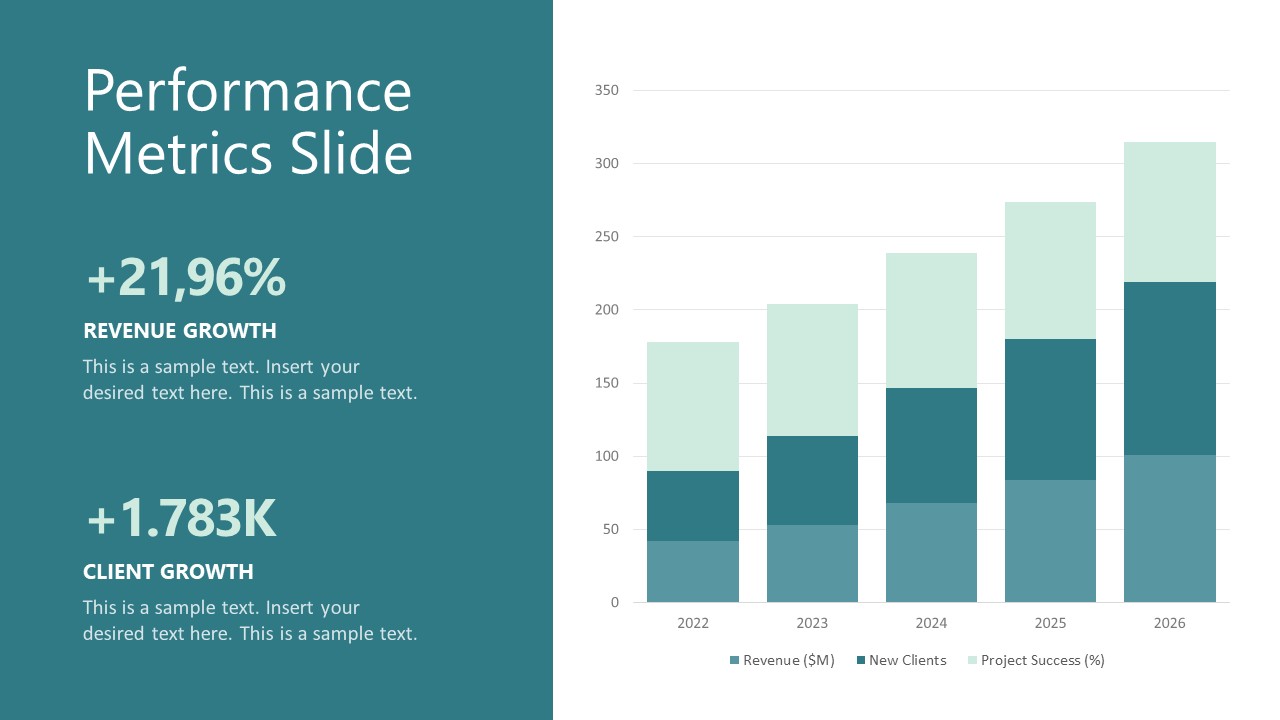 Performance
Metrics Slide
+21,96%
REVENUE GROWTH
This is a sample text. Insert your
desired text here. This is a sample text.
+1.783K
CLIENT GROWTH
This is a sample text. Insert your
desired text here. This is a sample text.
350
300
250
200
150
100
50
0
2022 2023 2024 2025 2026
Revenue ($M) New Clients Project Success (%)